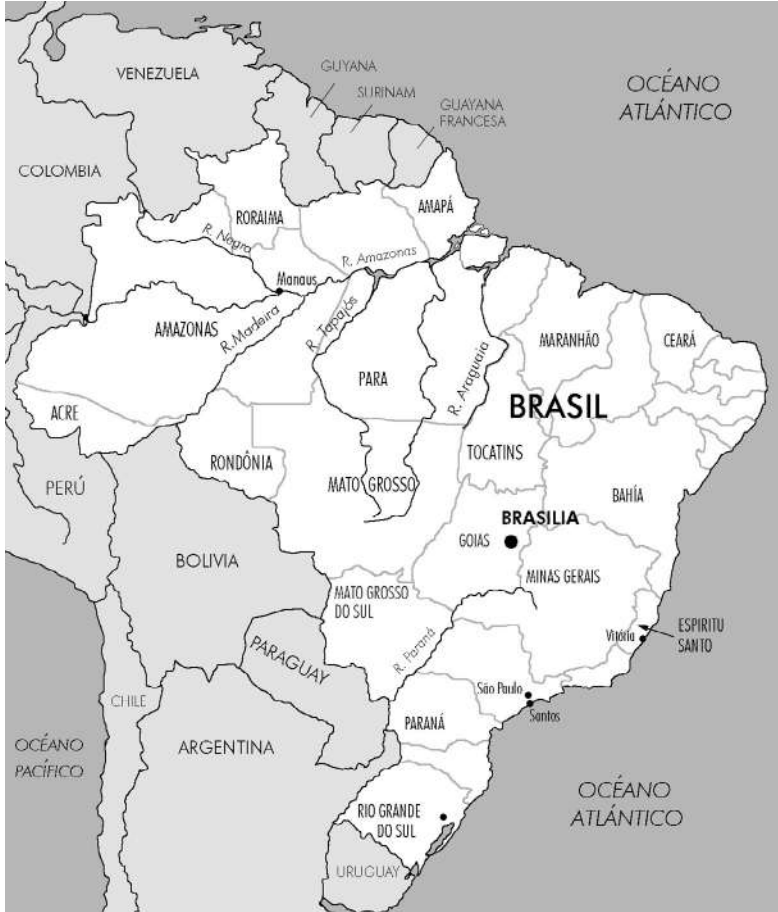 VENEZUELA
GUYANA
SURINAM
GUAYANA
FRANCESA
OCÉANO
ATLÁNTICO
COLOMBIA
RORAIMA
AMAPÁ
R. Negra
R. Amazonas
Manaus
AMAZONAS
R.Madeira
R. Tapajós
PARA
R. Araguaia
MARANHÃO
CEARÁ
BRASIL
ACRE
RONDÔNIA
MATO GROSSO
TOCATINS
BAHÍA
PERÚ
BRASILIA
GOIAS
BOLIVIA
MINAS GERAIS
MATO GROSSO
DO SUL
R. Paraná
Vitória
ESPIRITU
SANTO
PARAGUAY
CHILE
São Paulo
Santos
PARANÁ
OCÉANO
PACÍFICO
ARGENTINA
OCÉANO
ATLÁNTICO
RIO GRANDE
DO SUL
URUGUAY